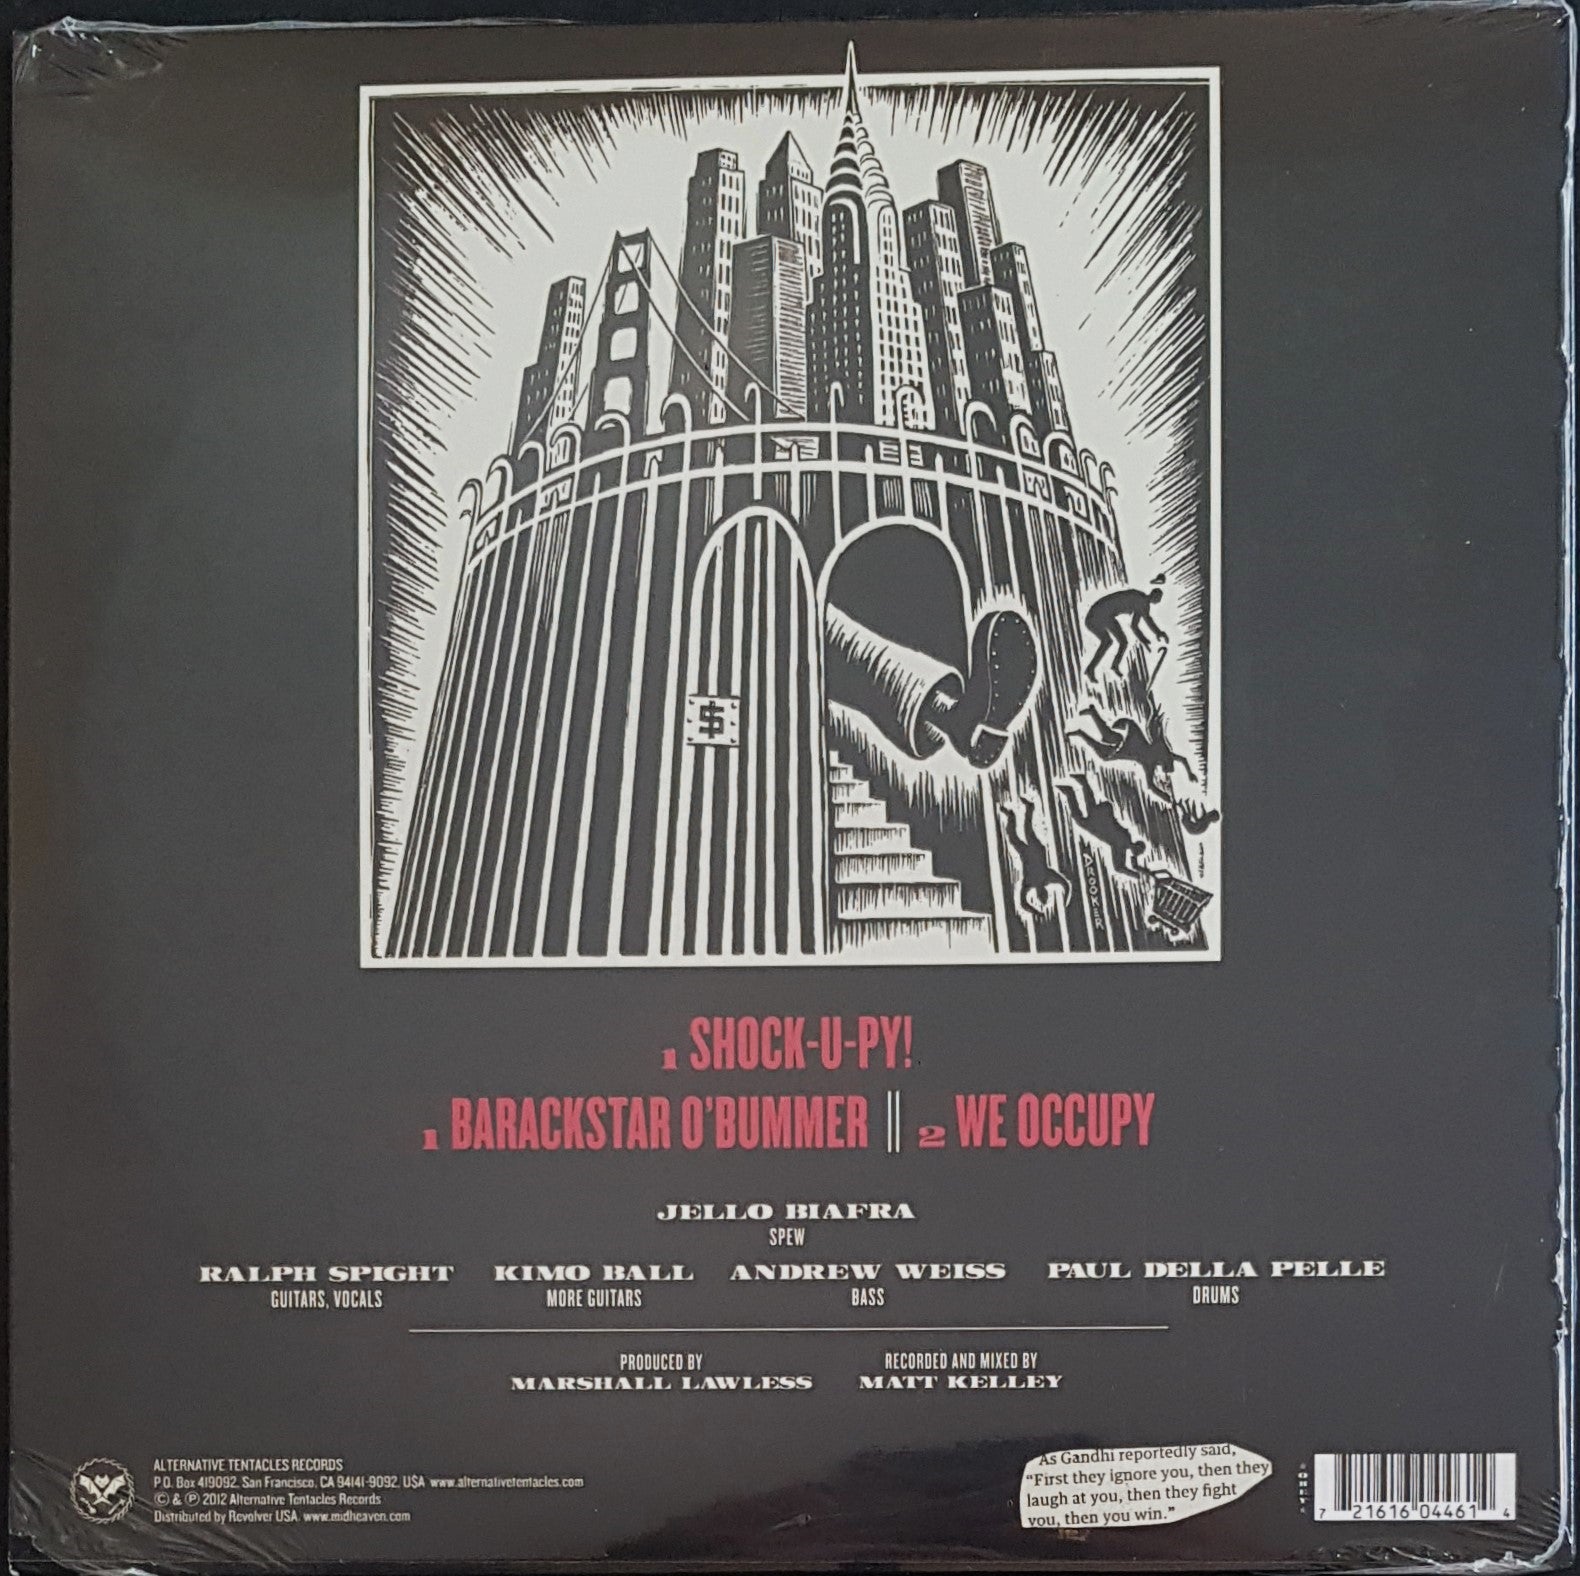 $
DROOKER
1 SHOCK-U-PY!
1 BARACKSTAR O'BUMMER || 2 WE OCCUPY
JELLO BIAFRA
SPEW
RALPH SPIGHT KIMO BALL ANDREW WEISS PAUL DELLA PELLE
GUITARS, VOCALS MORE GUITARS BASS DRUMS
PRODUCED BY RECORDED AND MIXED BY
MARSHALL LAWLESS MATT KELLEY
ALTERNATIVE TENTACLES RECORDS
P.O. Box 419092, San Francisco, CA 94141-9092, USA www.alternativetentacles.com
© & ℗ 2012 Alternative Tentacles Records
Distributed by Revolver USA. www.midheaven.com
As Gandhi reportedly said,
“First they ignore you, then they
laugh at you, then they fight
you, then you win.”
7 21616 04461 4